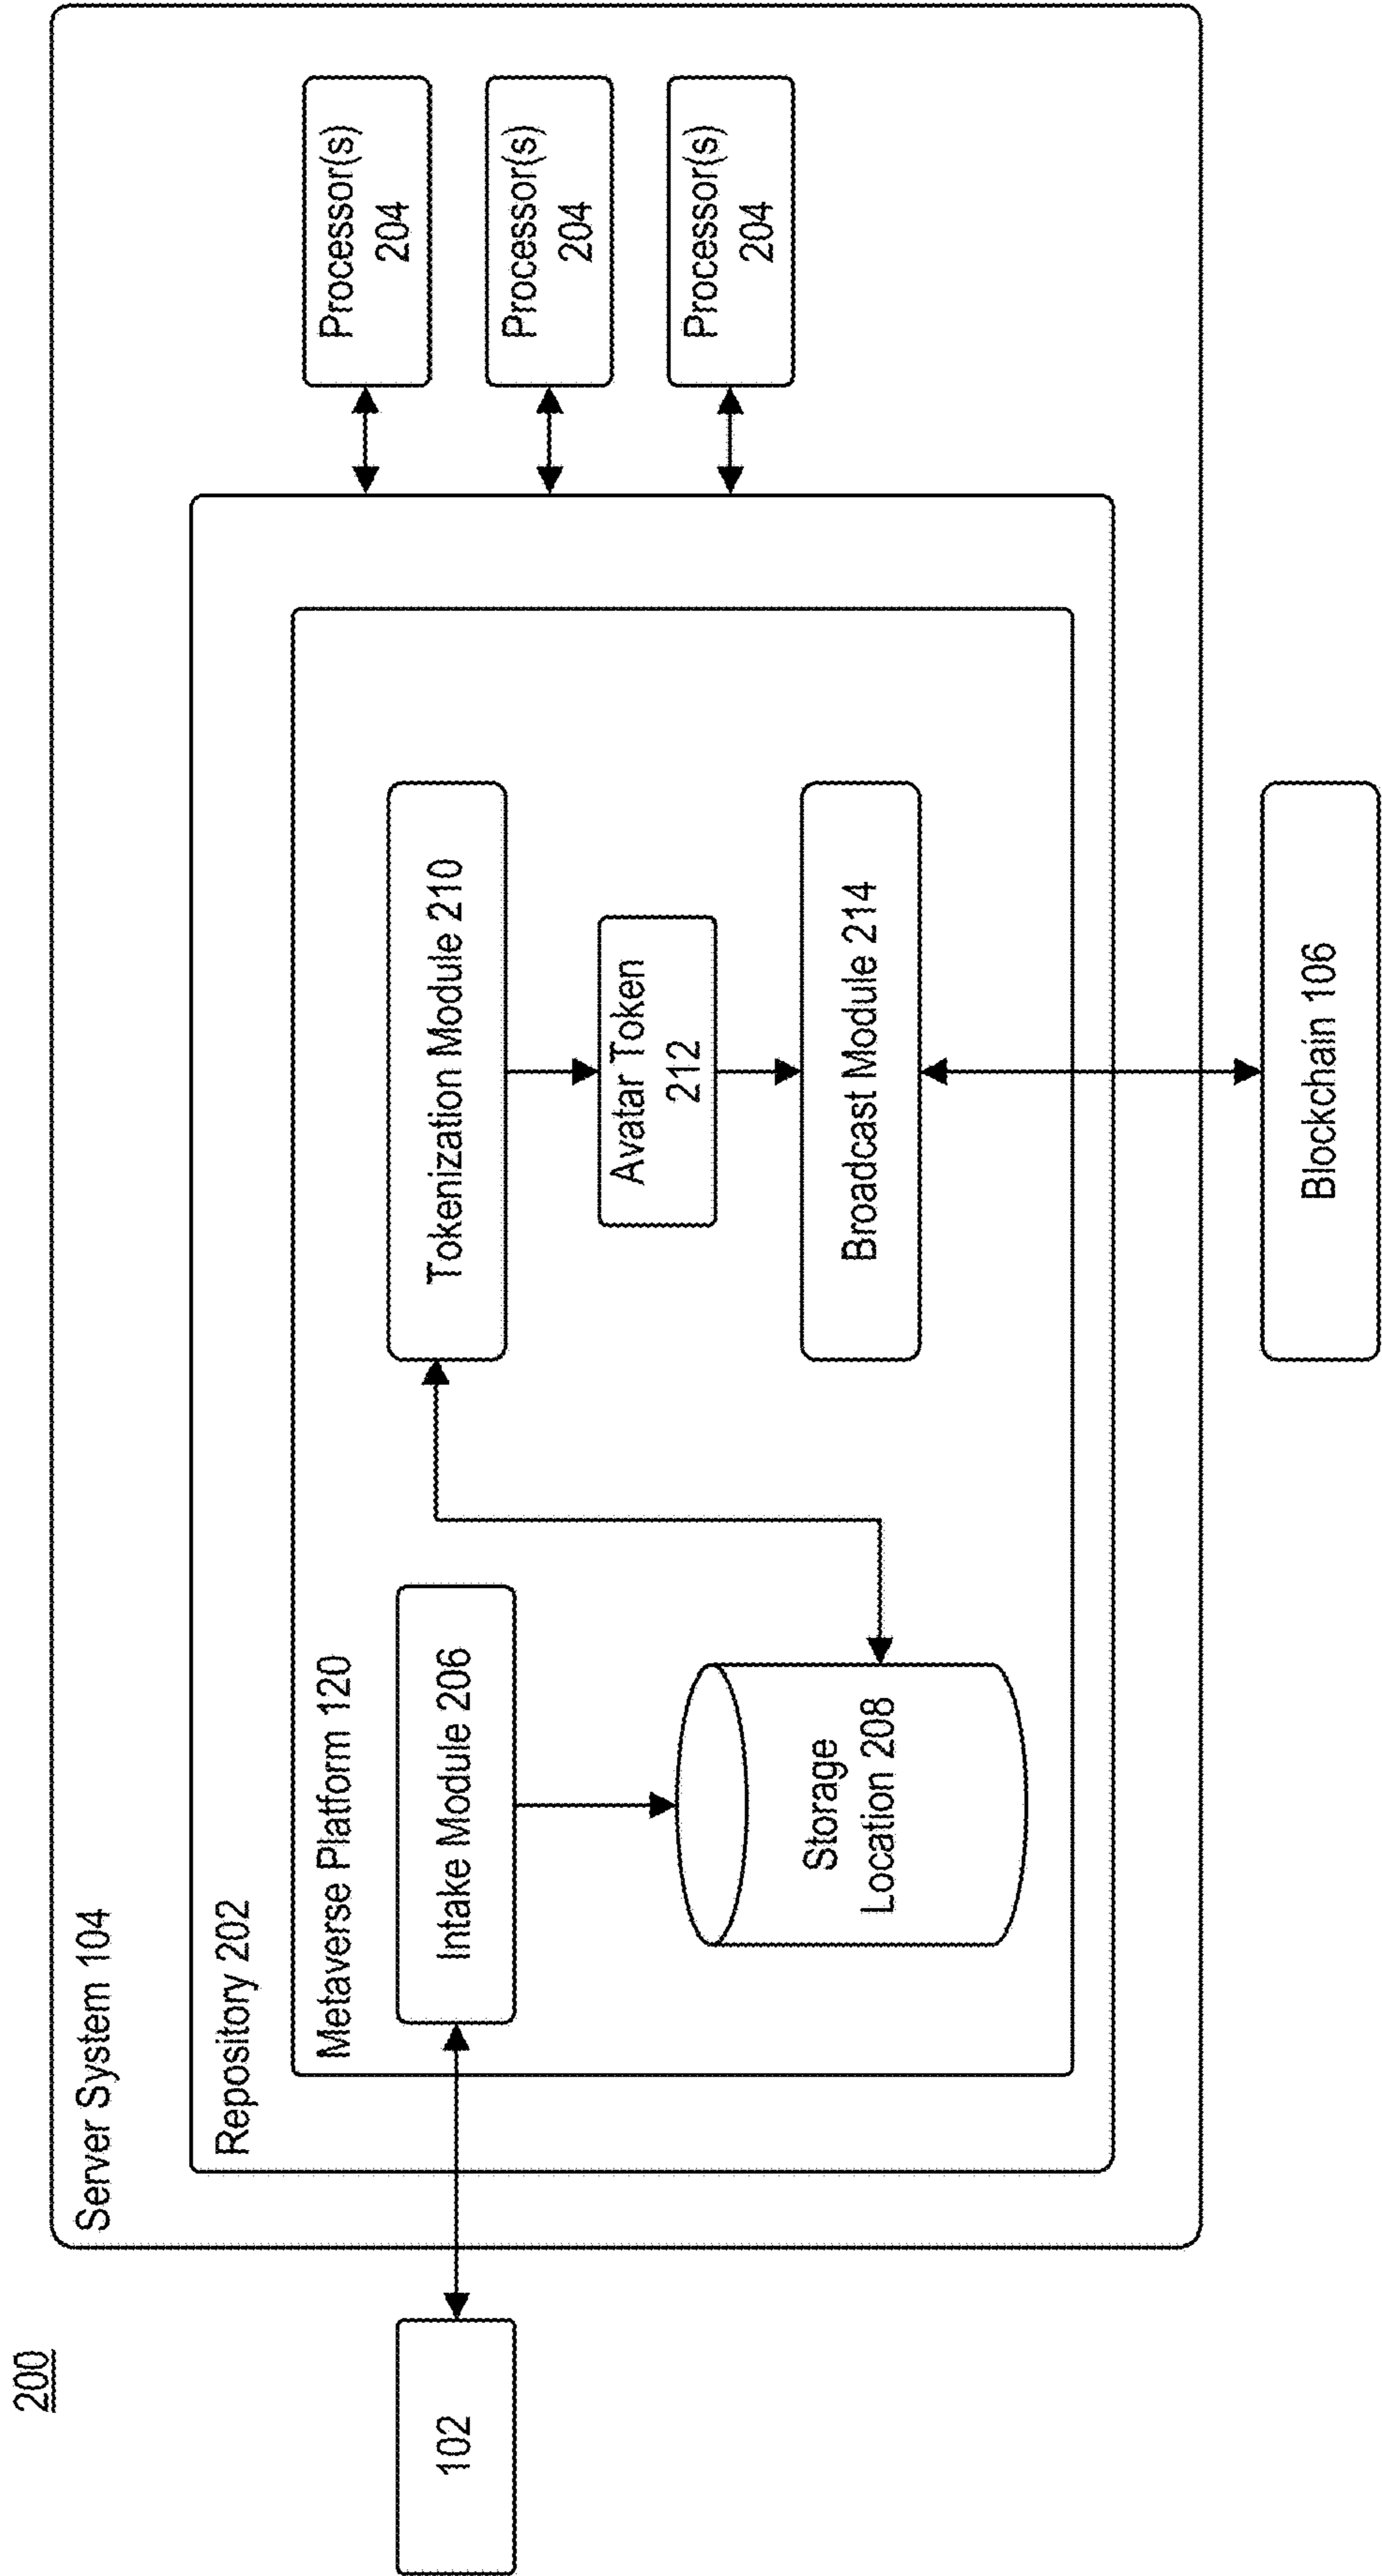 200
Server System 104
Repository 202
Metaverse Platform 120
102
Intake Module 206
Storage
Location 208
Tokenization Module 210
Avatar Token
212
Broadcast Module 214
Blockchain 106
Processor(s)
204
Processor(s)
204
Processor(s)
204